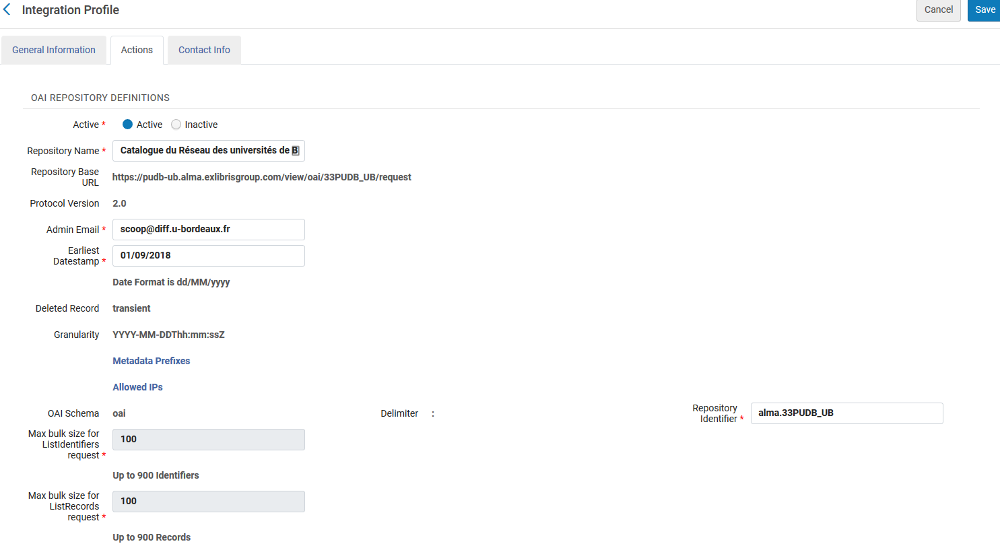 Integration Profile
Cancel
Save
General Information
Actions
Contact Info
OAI REPOSITORY DEFINITIONS
Active *
Active
Inactive
Repository Name *
Catalogue du Réseau des universités de B
Repository Base
URL
https://pudb-ub.alma.exlibrisgroup.com/view/oai/33PUDB_UB/request
Protocol Version
2.0
Admin Email *
scoop@diff.u-bordeaux.fr
Earliest
Datestamp *
01/09/2018
Date Format is dd/MM/yyyy
Deleted Record
transient
Granularity
YYYY-MM-DDThh:mm:ssZ
Metadata Prefixes
Allowed IPs
OAI Schema
oai
Delimiter
:
Repository
Identifier *
alma.33PUDB_UB
Max bulk size for
ListIdentifiers
request *
100
Up to 900 Identifiers
Max bulk size for
ListRecords
request *
100
Up to 900 Records